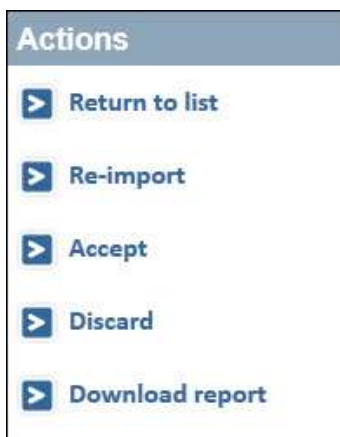 Actions
Return to list
Re-import
Accept
Discard
Download report